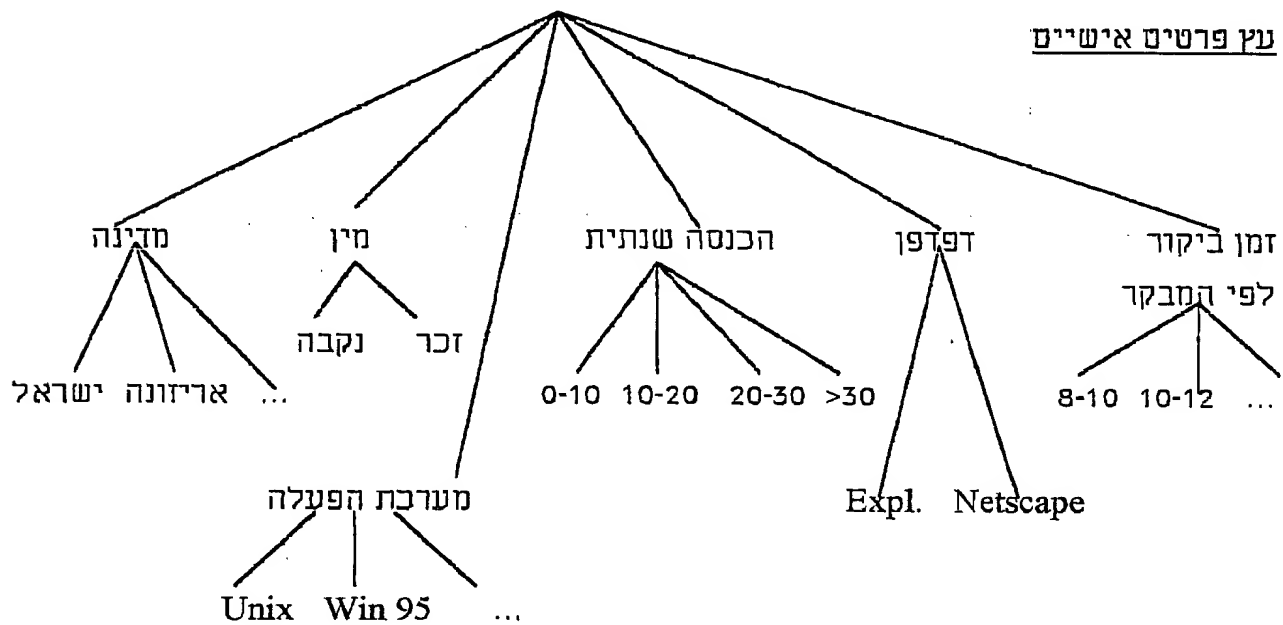 עץ פרטים אישיים
זמן ביקור
לפי המבקר
8-10 10-12 ...
דפדפן
Expl. Netscape
הכנסה שנתית
0-10 10-20 20-30 >30
מין
זכר נקבה
מדינה
ישראל אריזונה ...
מערכת הפעלה
Unix Win 95 ...